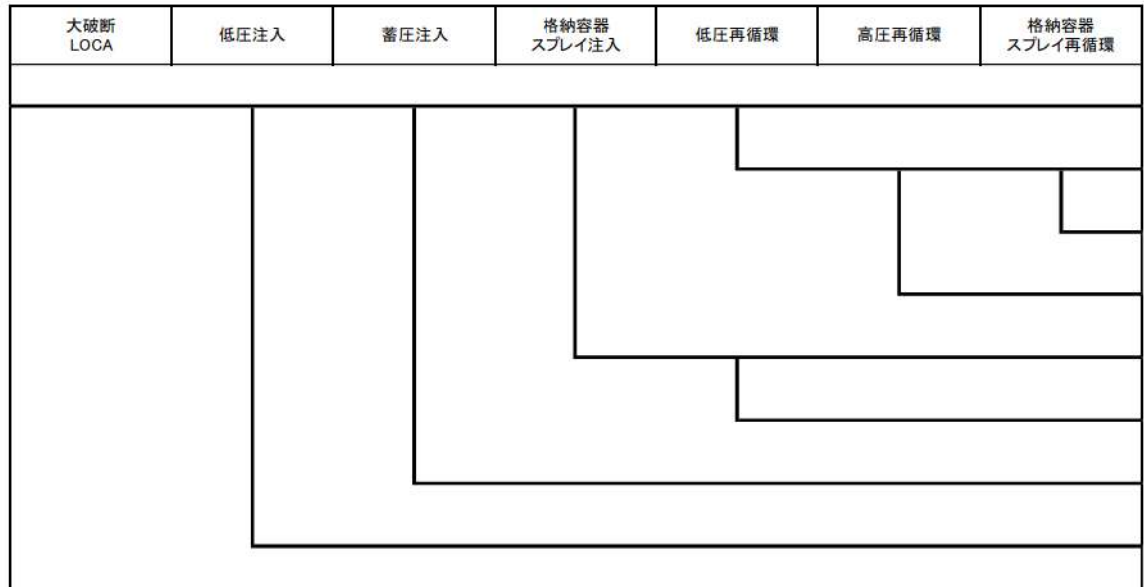 大破断
LOCA
低圧注入
蓄圧注入
格納容器
スプレイ注入
低圧再循環
高圧再循環
格納容器
スプレイ再循環